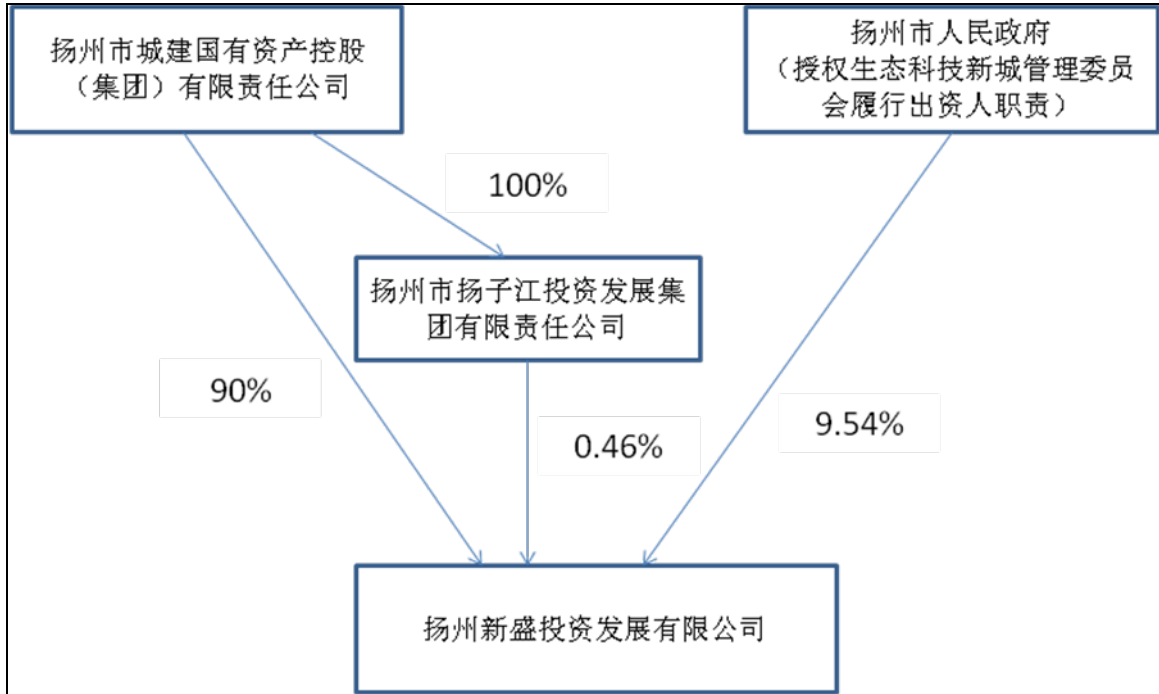 扬州市城建国有资产控股
（集团）有限责任公司
扬州市人民政府
（授权生态科技新城管理委员
会履行出资人职责）
100%
扬州市扬子江投资发展集
团有限责任公司
90%
0.46%
9.54%
扬州新盛投资发展有限公司